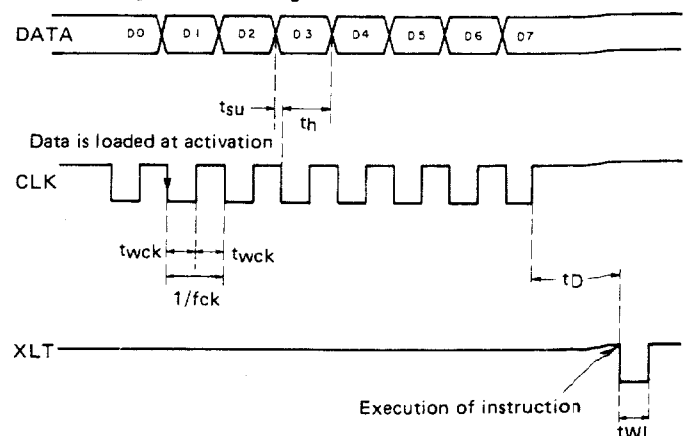 DATA D0 D1 D2 D3 D4 D5 D6 D7
tsu th
Data is loaded at activation
CLK
twck twck
1/fck
tD
XLT
Execution of instruction